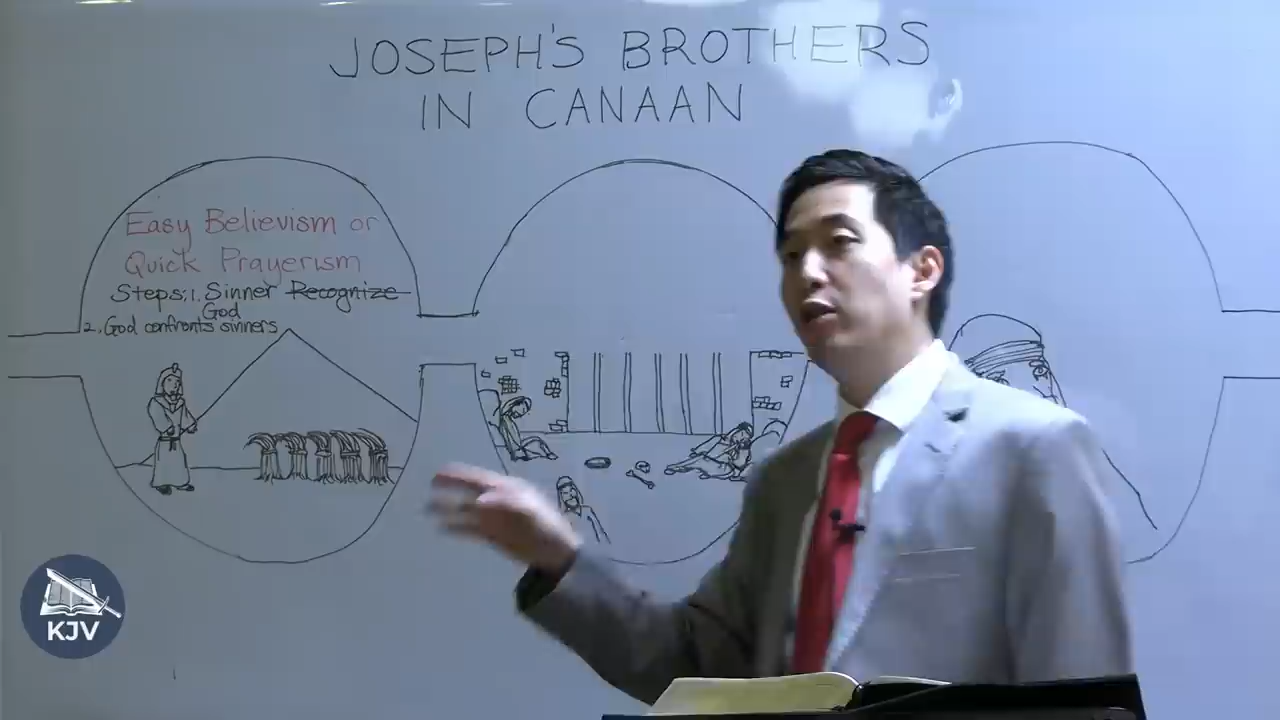 JOSEPH'S BROTHERS
IN CANAAN
Easy Believism or
Quick Prayerism
Steps: 1. Sinner Recognize
God
2. God confronts sinners
KJV